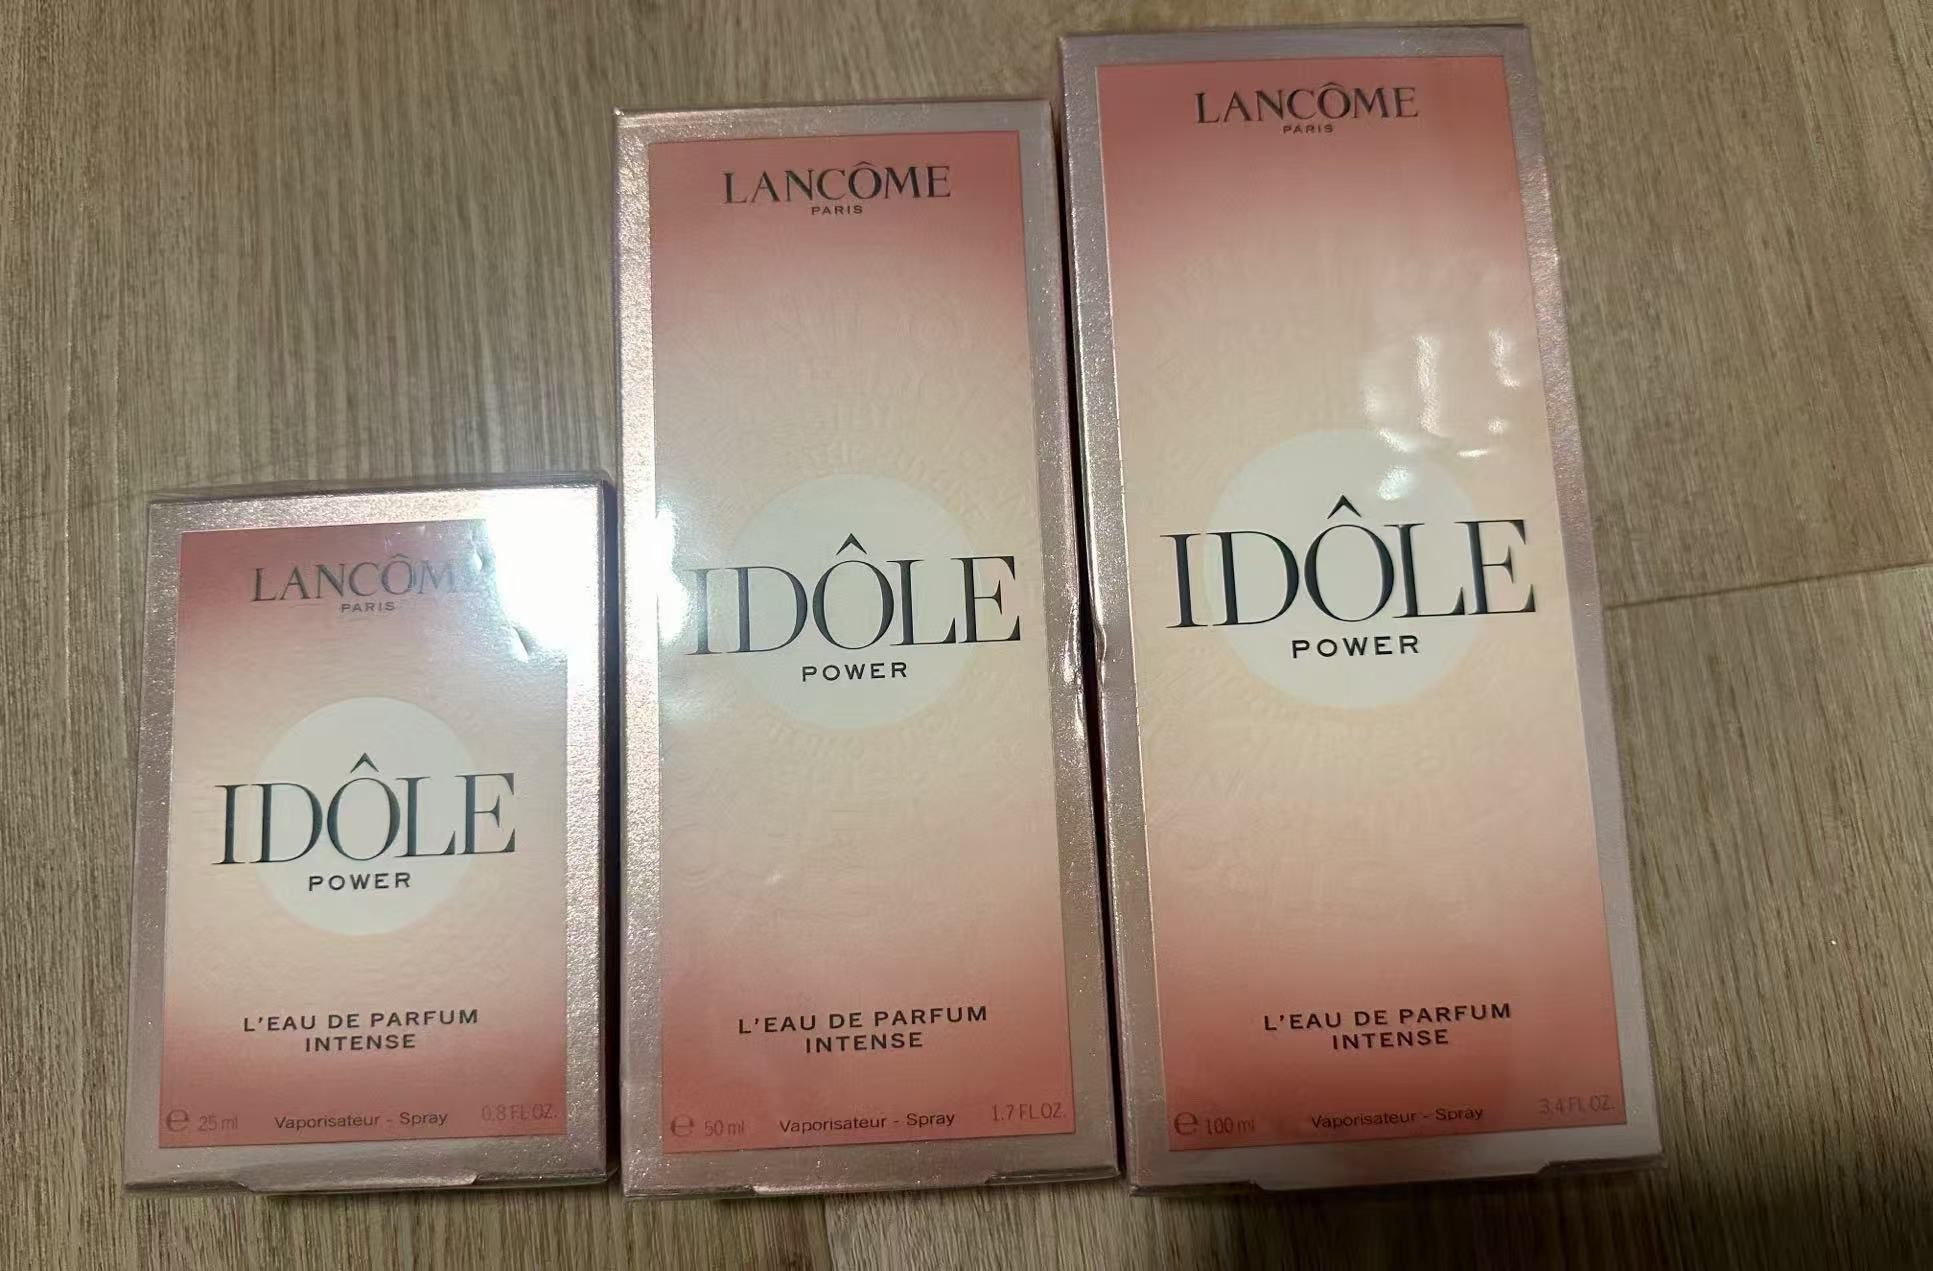 LANCÔME
PARIS
IDÔLE
POWER
L'EAU DE PARFUM
INTENSE
e 25 ml Vaporisateur - Spray 0.8 FL.OZ.
LANCÔME
PARIS
IDÔLE
POWER
L'EAU DE PARFUM
INTENSE
e 50 ml Vaporisateur - Spray 1.7 FL.OZ.
LANCÔME
PARIS
IDÔLE
POWER
L'EAU DE PARFUM
INTENSE
e 100 ml Vaporisateur - Spray 3.4 FL.OZ.